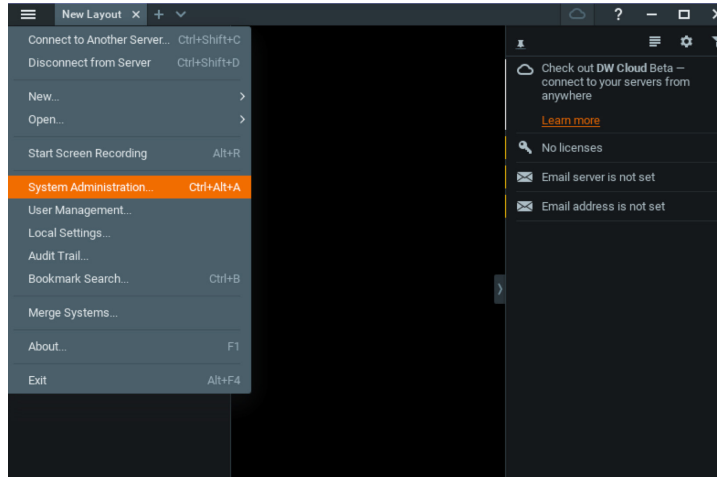 New Layout
?
Connect to Another Server... Ctrl+Shift+C
Disconnect from Server Ctrl+Shift+D
New...
Open...
Start Screen Recording Alt+R
System Administration... Ctrl+Alt+A
User Management...
Local Settings...
Audit Trail...
Bookmark Search... Ctrl+B
Merge Systems...
About... F1
Exit Alt+F4
Check out DW Cloud Beta —
connect to your servers from
anywhere
Learn more
No licenses
Email server is not set
Email address is not set